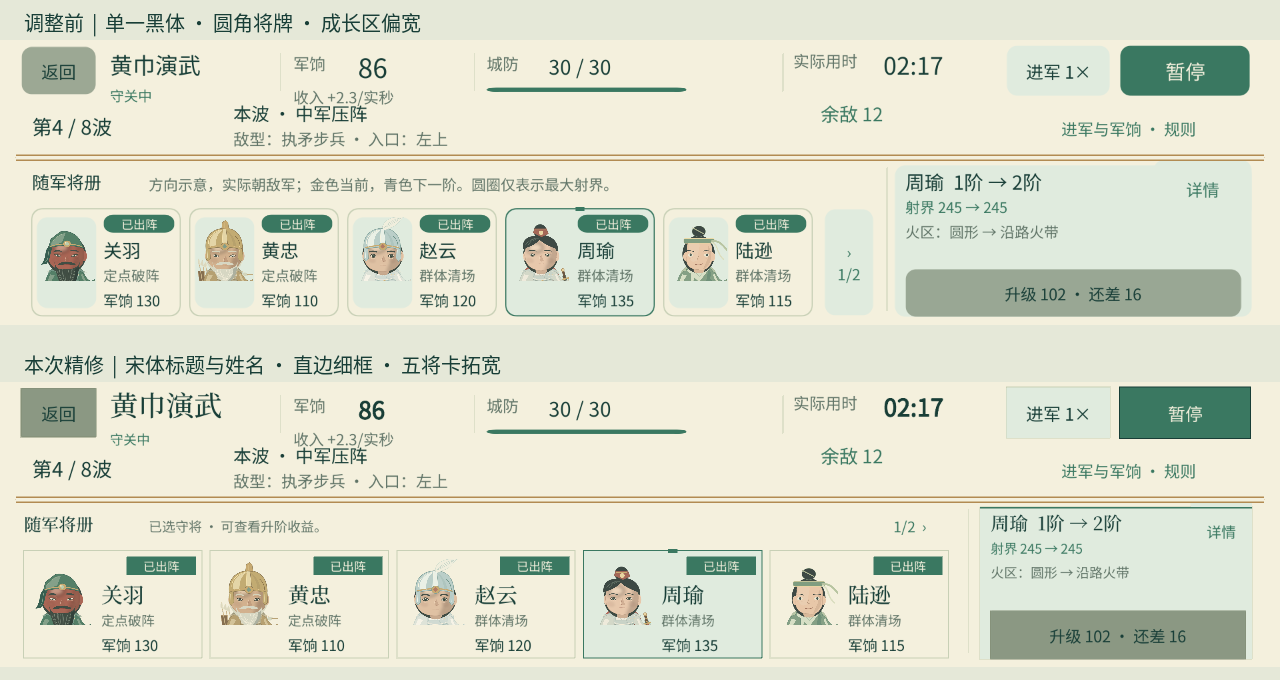 调整前 | 单一黑体 · 圆角将牌 · 成长区偏宽
返回
黄巾演武
守关中
军饷 86
收入 +2.3/实秒
城防 30 / 30
实际用时 02:17
进军 1×
暂停
第4 / 8波
本波 · 中军压阵
敌型：执矛步兵 · 入口：左上
余敌 12
进军与军饷 · 规则
随军将册
方向示意，实际朝敌军；金色当前，青色下一阶。圆圈仅表示最大射界。
已出阵
关羽
定点破阵
军饷 130
已出阵
黄忠
定点破阵
军饷 110
已出阵
赵云
群体清场
军饷 120
已出阵
周瑜
群体清场
军饷 135
已出阵
陆逊
群体清场
军饷 115
›
1/2
周瑜 1阶 → 2阶
详情
射界 245 → 245
火区：圆形 → 沿路火带
升级 102 · 还差 16
本次精修 | 宋体标题与姓名 · 直边细框 · 五将卡拓宽
返回
黄巾演武
守关中
军饷 86
收入 +2.3/实秒
城防 30 / 30
实际用时 02:17
进军 1×
暂停
第4 / 8波
本波 · 中军压阵
敌型：执矛步兵 · 入口：左上
余敌 12
进军与军饷 · 规则
随军将册
已选守将 · 可查看升阶收益。
1/2 ›
已出阵
关羽
定点破阵
军饷 130
已出阵
黄忠
定点破阵
军饷 110
已出阵
赵云
群体清场
军饷 120
已出阵
周瑜
群体清场
军饷 135
已出阵
陆逊
群体清场
军饷 115
周瑜 1阶 → 2阶
详情
射界 245 → 245
火区：圆形 → 沿路火带
升级 102 · 还差 16